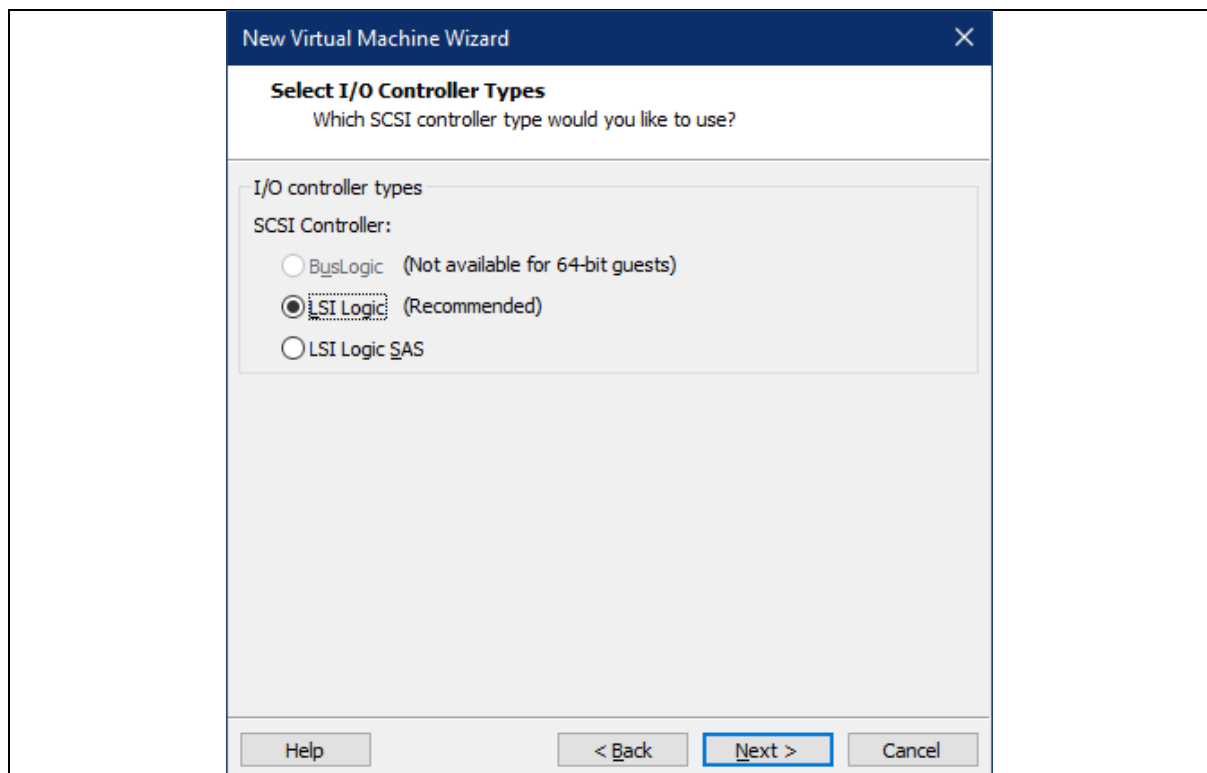 New Virtual Machine Wizard
Select I/O Controller Types
Which SCSI controller type would you like to use?
I/O controller types
SCSI Controller:
BusLogic (Not available for 64-bit guests)
LSI Logic (Recommended)
LSI Logic SAS
Help < Back Next > Cancel